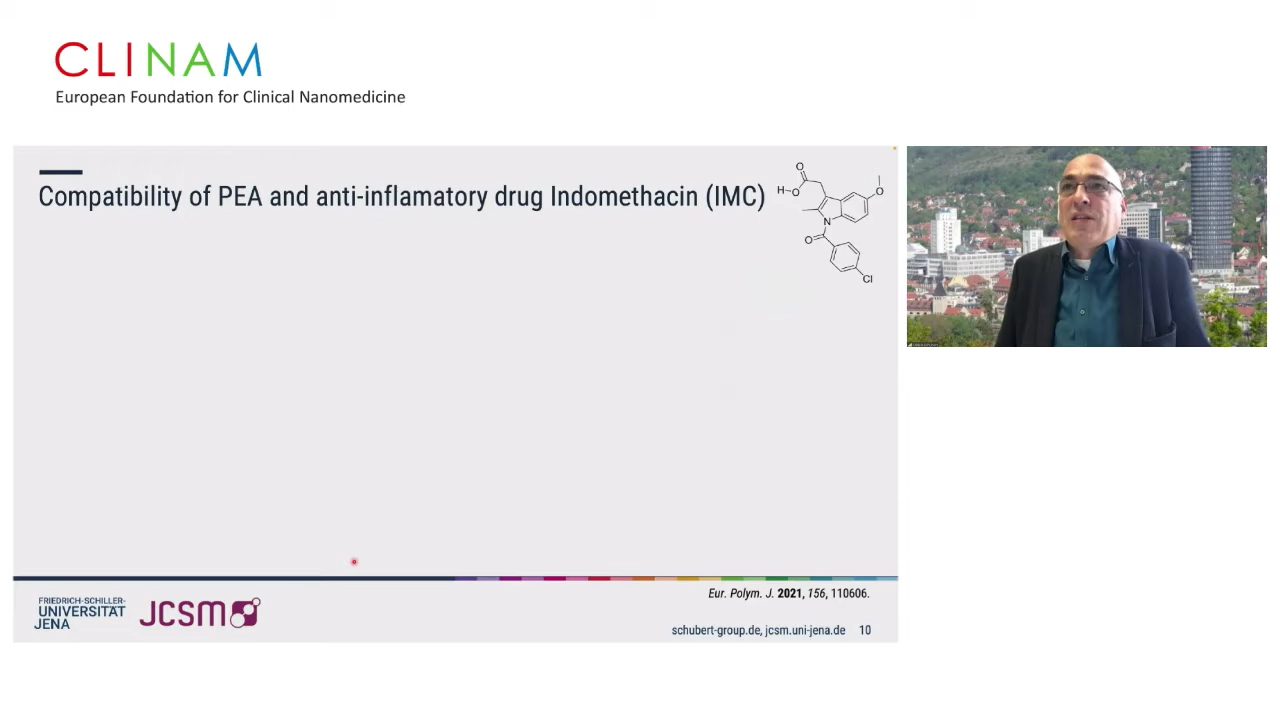 CLINAM
European Foundation for Clinical Nanomedicine
Compatibility of PEA and anti-inflamatory drug Indomethacin (IMC)
O
H-O
O
N
O
Cl
FRIEDRICH-SCHILLER-
UNIVERSITÄT
JENA
JCSM
Eur. Polym. J. 2021, 156, 110606.
schubert-group.de, jcsm.uni-jena.de 10